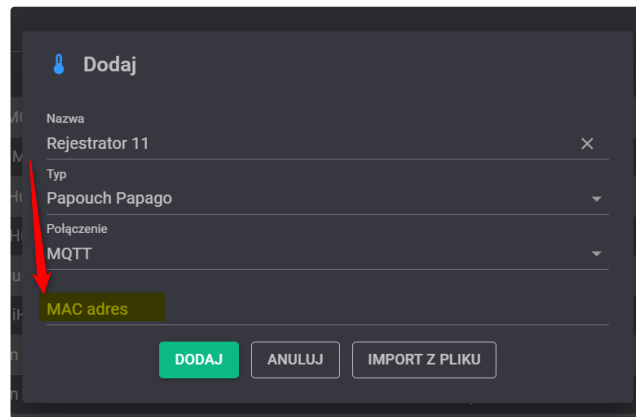 Dodaj
Nazwa
Rejestrator 11
Typ
Papouch Papago
Połączenie
MQTT
MAC adres
DODAJ ANULUJ IMPORT Z PLIKU